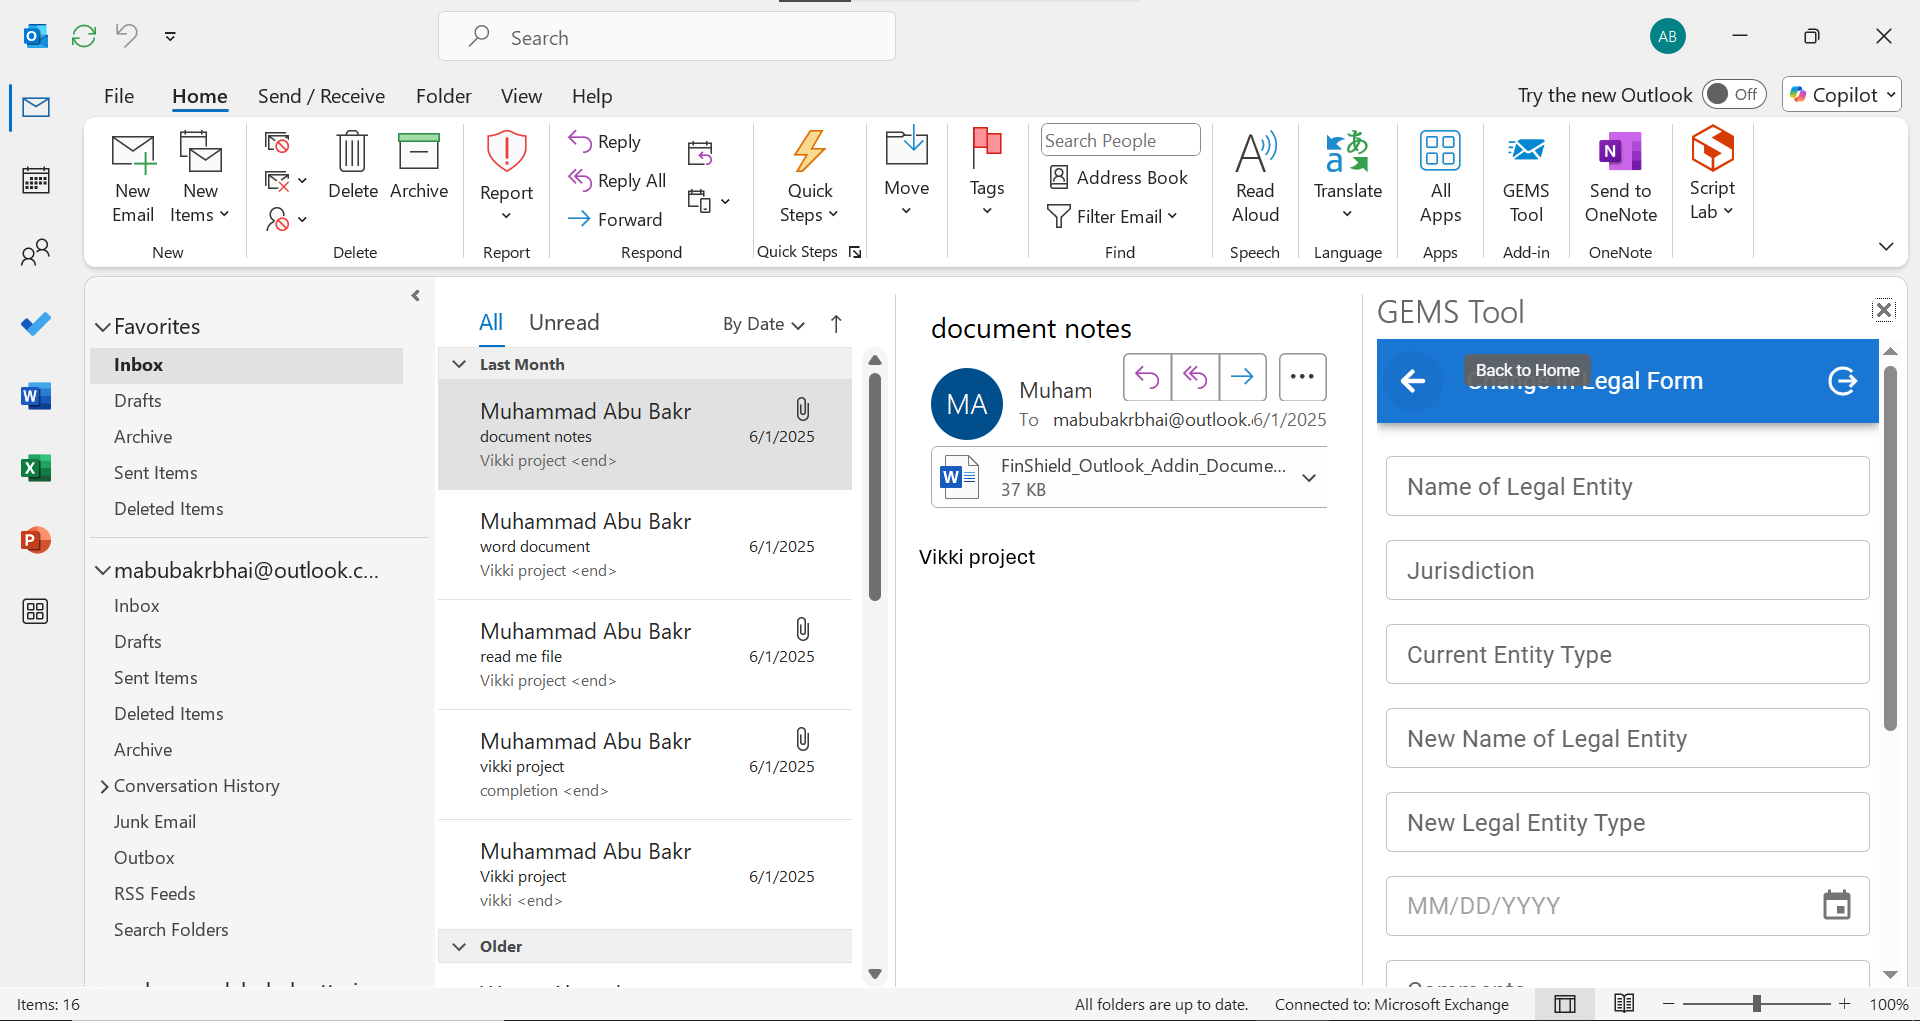 Search
AB
File
Home
Send / Receive
Folder
View
Help
Try the new Outlook
Off
Copilot
New
Email
New
Items
New
Delete
Archive
Delete
Report
Report
Reply
Reply All
Forward
Respond
Quick
Steps
Quick Steps
Move
Tags
Search People
Address Book
Filter Email
Find
Read
Aloud
Speech
Translate
Language
All
Apps
Apps
GEMS
Tool
Add-in
Send to
OneNote
OneNote
Script
Lab
Favorites
Inbox
Drafts
Archive
Sent Items
Deleted Items
mabubakrbhai@outlook.c...
Inbox
Drafts
Sent Items
Deleted Items
Archive
Conversation History
Junk Email
Outbox
RSS Feeds
Search Folders
All
Unread
By Date
Last Month
Muhammad Abu Bakr
document notes
6/1/2025
Vikki project <end>
Muhammad Abu Bakr
word document
6/1/2025
Vikki project <end>
Muhammad Abu Bakr
read me file
6/1/2025
Vikki project <end>
Muhammad Abu Bakr
vikki project
6/1/2025
completion <end>
Muhammad Abu Bakr
Vikki project
6/1/2025
vikki <end>
Older
document notes
MA
Muham
To mabubakrbhai@outlook.
6/1/2025
FinShield_Outlook_Addin_Docume...
37 KB
Vikki project
GEMS Tool
Back to Home
Change in Legal Form
Name of Legal Entity
Jurisdiction
Current Entity Type
New Name of Legal Entity
New Legal Entity Type
MM/DD/YYYY
Items: 16
All folders are up to date.
Connected to: Microsoft Exchange
100%